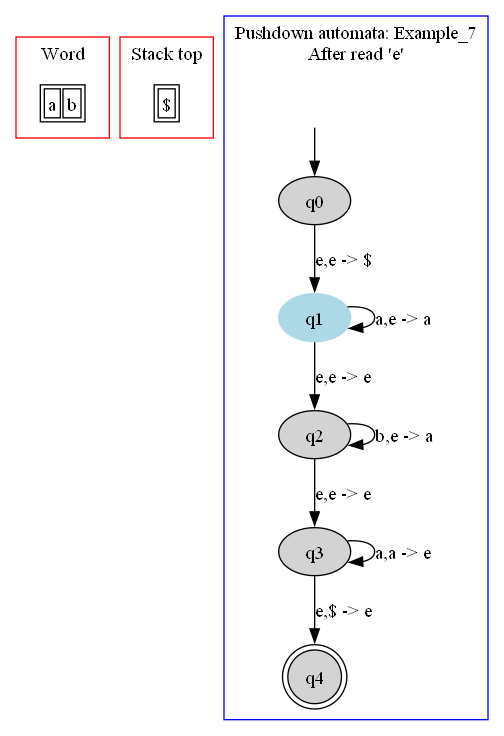 Word
a b
Stack top
$
Pushdown automata: Example_7
After read 'e'
q0
e,e -> $
q1
a,e -> a
e,e -> e
q2
b,e -> a
e,e -> e
q3
a,a -> e
e,$ -> e
q4